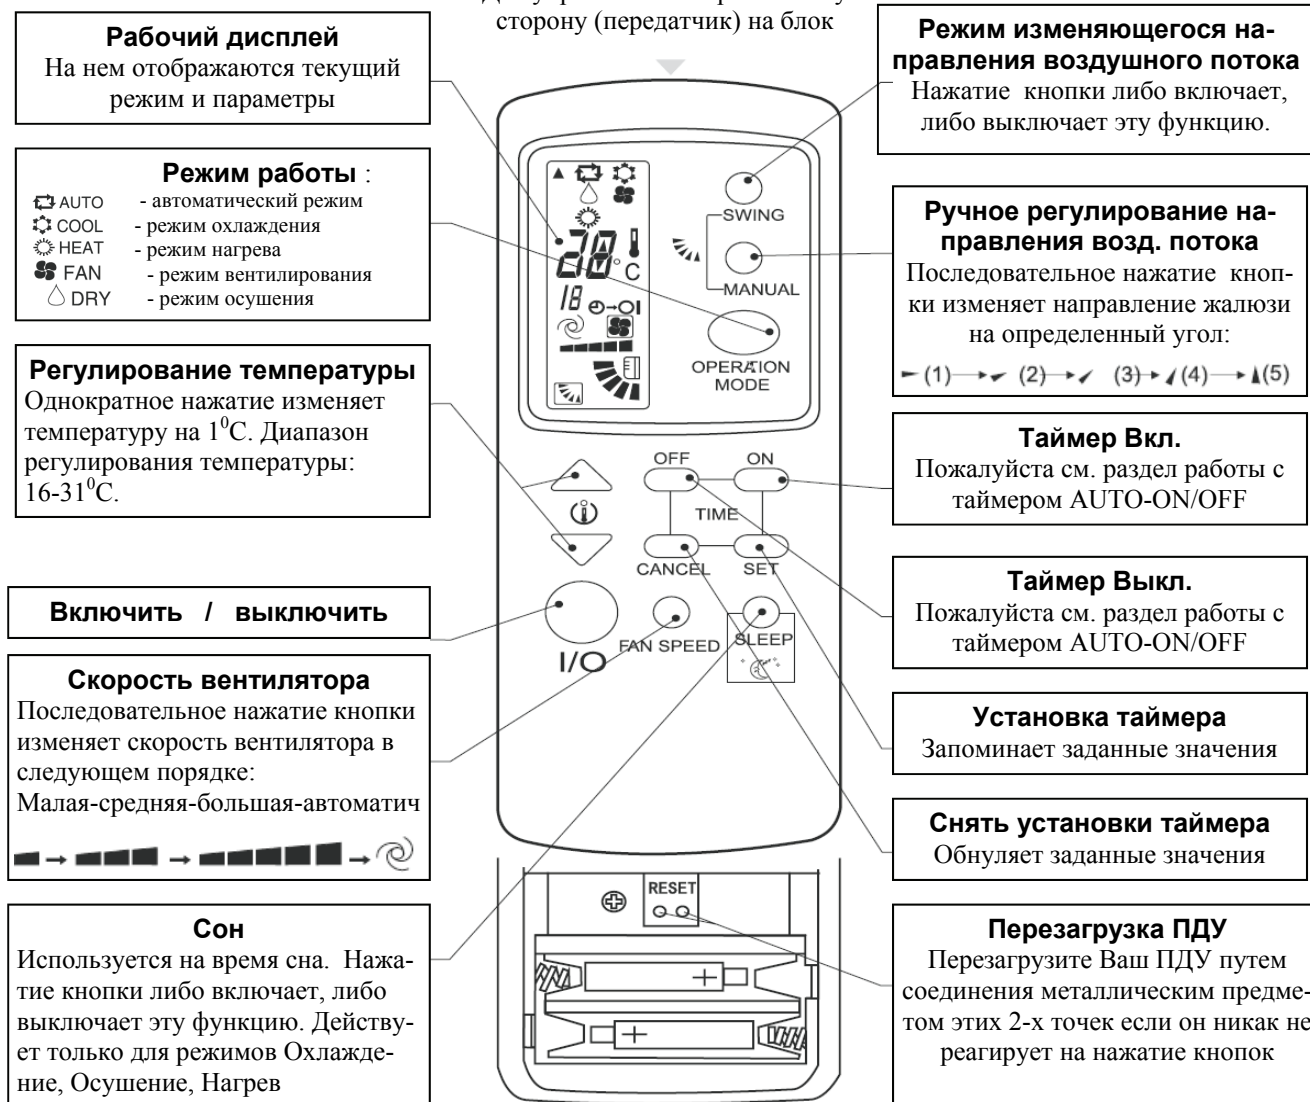 сторону (передатчик) на блок
Рабочий дисплей
На нем отображаются текущий
режим и параметры
Режим работы :
AUTO - автоматический режим
COOL - режим охлаждения
HEAT - режим нагрева
FAN - режим вентилирования
DRY - режим осушения
Регулирование температуры
Однократное нажатие изменяет
температуру на 1⁰С. Диапазон
регулирования температуры:
16-31⁰С.
Включить / выключить
Скорость вентилятора
Последовательное нажатие кнопки
изменяет скорость вентилятора в
следующем порядке:
Малая-средняя-большая-автоматич
Сон
Используется на время сна. Нажа-
тие кнопки либо включает, либо
выключает эту функцию. Действу-
ет только для режимов Охлажде-
ние, Осушение, Нагрев
°C
18
SWING
MANUAL
OPERATION
MODE
OFF ON
TIME
CANCEL SET
I/O
FAN SPEED
SLEEP
RESET
Режим изменяющегося на-
правления воздушного потока
Нажатие кнопки либо включает,
либо выключает эту функцию.
Ручное регулирование на-
правления возд. потока
Последовательное нажатие кноп-
ки изменяет направление жалюзи
на определенный угол:
(1) (2) (3) (4) (5)
Таймер Вкл.
Пожалуйста см. раздел работы с
таймером AUTO-ON/OFF
Таймер Выкл.
Пожалуйста см. раздел работы с
таймером AUTO-ON/OFF
Установка таймера
Запоминает заданные значения
Снять установки таймера
Обнуляет заданные значения
Перезагрузка ПДУ
Перезагрузите Ваш ПДУ путем
соединения металлическим предме-
том этих 2-х точек если он никак не
реагирует на нажатие кнопок